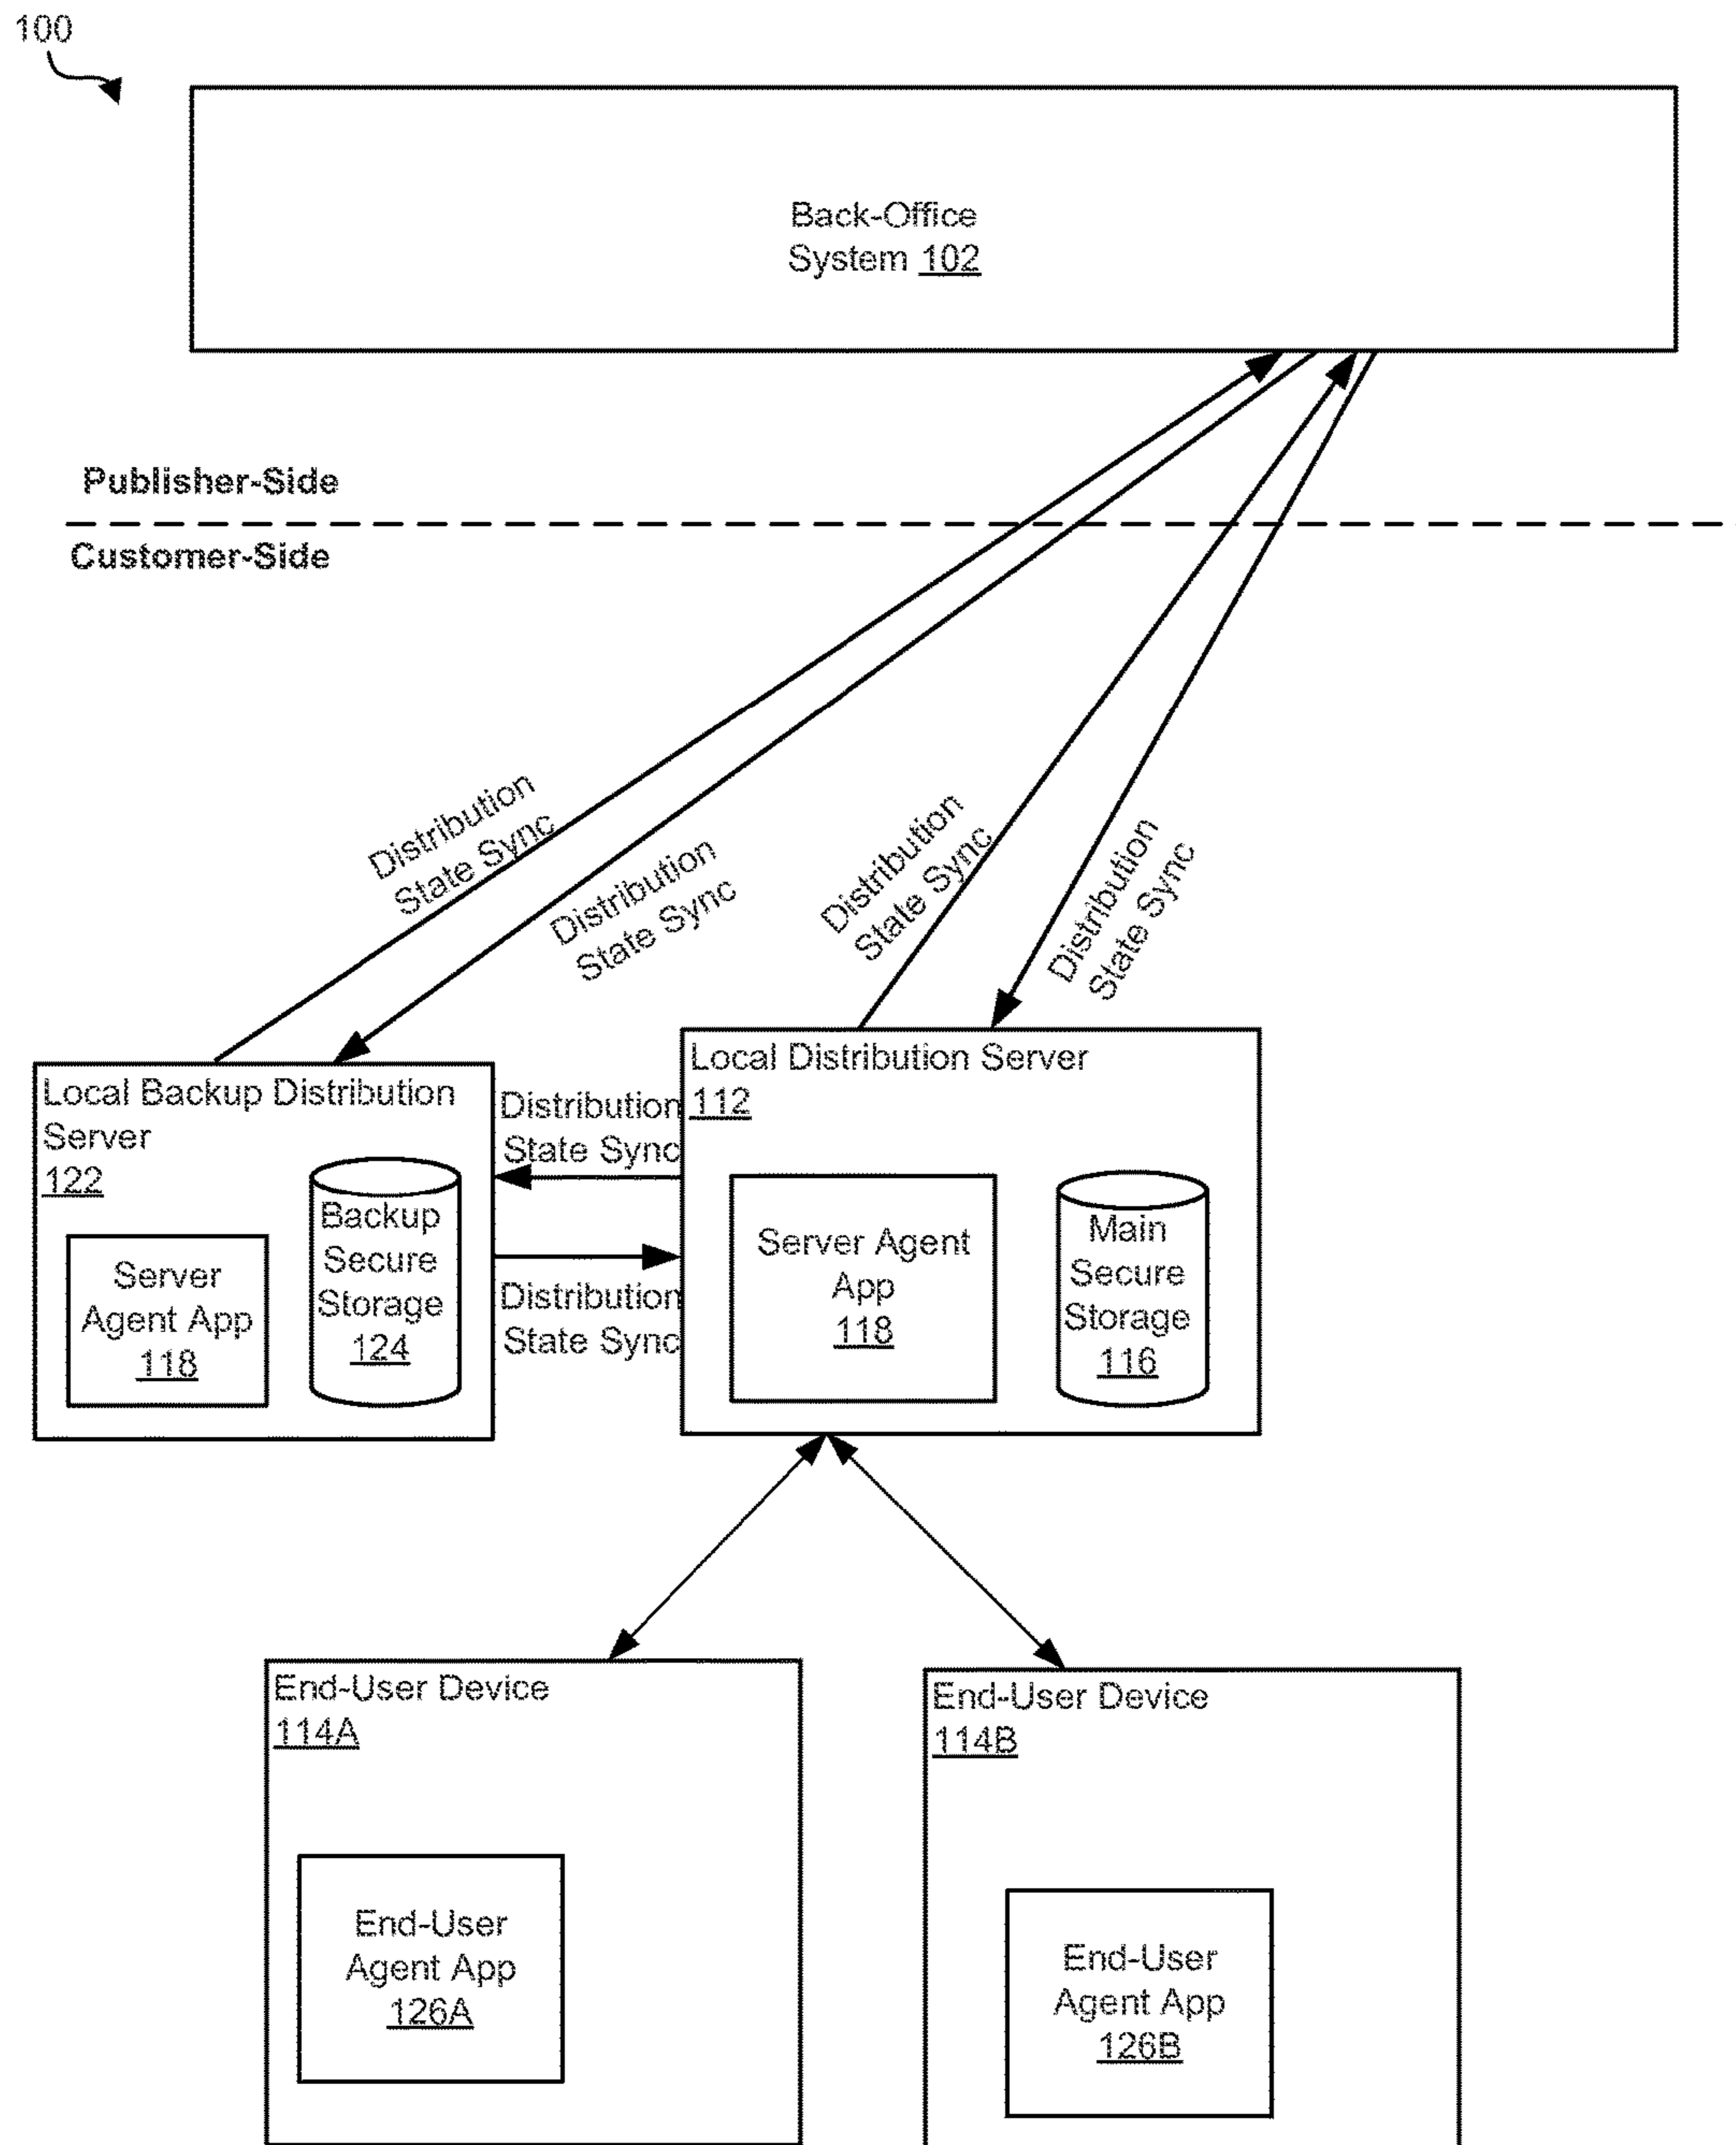 100
Back-Office
System 102
Publisher-Side
Customer-Side
Distribution
State Sync
Distribution
State Sync
Distribution
State Sync
Distribution
State Sync
Local Backup Distribution
Server
122
Server
Agent App
118
Backup
Secure
Storage
124
Distribution
State Sync
Distribution
State Sync
Local Distribution Server
112
Server Agent
App
118
Main
Secure
Storage
116
End-User Device
114A
End-User
Agent App
126A
End-User Device
114B
End-User
Agent App
126B